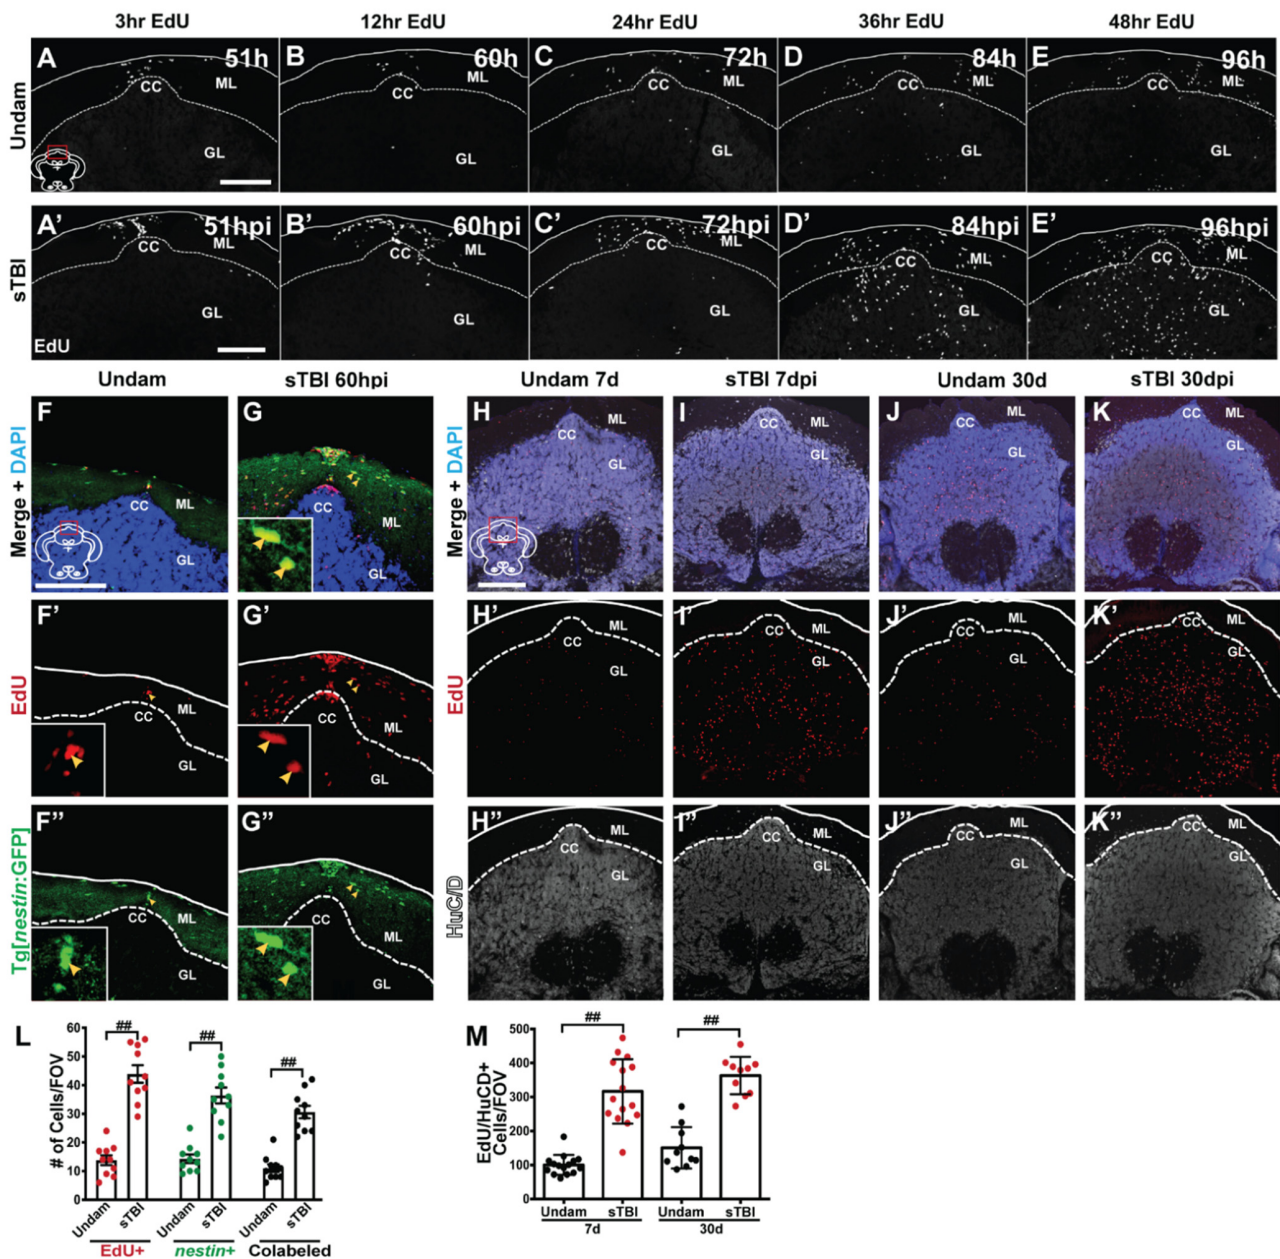 3hr EdU 12hr EdU 24hr EdU 36hr EdU 48hr EdU
Undam
A 51h CC ML GL
B 60h CC ML GL
C 72h CC ML GL
D 84h CC ML GL
E 96h CC ML GL
sTBI
A' 51hpi CC ML GL EdU
B' 60hpi CC ML GL
C' 72hpi CC ML GL
D' 84hpi CC ML GL
E' 96hpi CC ML GL
Undam sTBI 60hpi Undam 7d sTBI 7dpi Undam 30d sTBI 30dpi
Merge + DAPI
F CC ML GL
G CC ML GL
Merge + DAPI
H CC ML GL
I CC ML GL
J CC ML GL
K CC ML GL
EdU
F' CC ML GL
G' CC ML GL
EdU
H' CC ML GL
I' CC ML GL
J' CC ML GL
K' CC ML GL
Tg[nestin:GFP]
F" CC ML GL
G" CC ML GL
HuC/D
H" CC ML GL
I" CC ML GL
J" CC ML GL
K" CC ML GL
L
# of Cells/FOV
60
50
40
30
20
10
0
## ## ##
Undam sTBI Undam sTBI Undam sTBI
EdU+ nestin+ Colabeled
M
EdU/HuCD+
Cells/FOV
500
400
300
200
100
0
## ##
Undam sTBI Undam sTBI
7d 30d